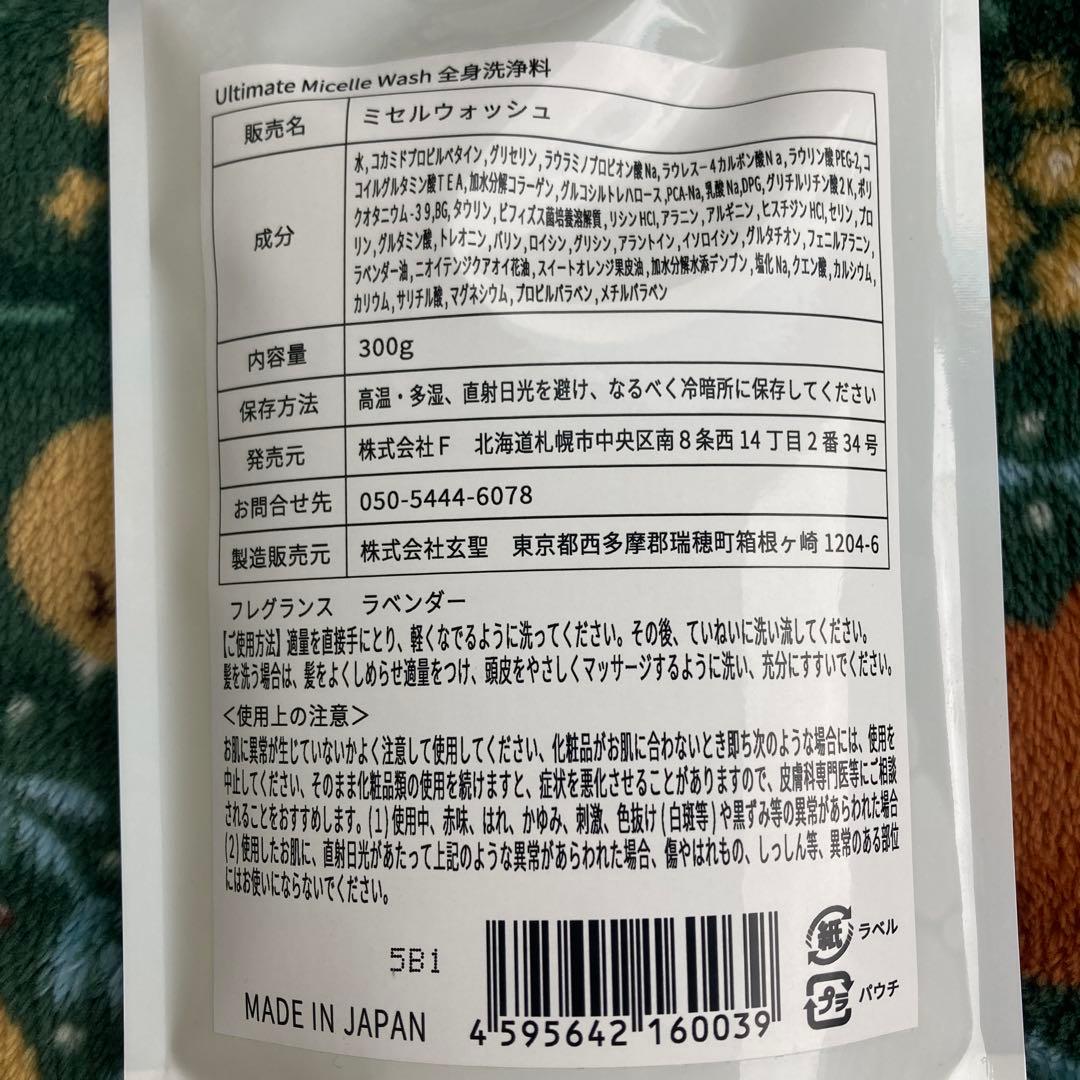 Ultimate Micelle Wash 全身洗浄料
販売名 ミセルウォッシュ
成分
水,コカミドプロピルベタイン,グリセリン,ラウラミノプロピオン酸Na,ラウレス-4カルボン酸Na,ラウリン酸PEG-2,コ
コイルグルタミン酸TEA,加水分解コラーゲン,グルコシルトレハロース,PCA-Na,乳酸Na,DPG,グリチルリチン酸2K,ポリ
クオタニウム-39,BG,タウリン,ビフィズス菌培養溶解質,リシンHCl,アラニン,アルギニン,ヒスチジンHCl,セリン,プロ
リン,グルタミン酸,トレオニン,バリン,ロイシン,グリシン,アラントイン,イソロイシン,グルタチオン,フェニルアラニン,
ラベンダー油,ニオイテンジクアオイ花油,スイートオレンジ果皮油,加水分解水添デンプン,塩化Na,クエン酸,カルシウム,
カリウム,サリチル酸,マグネシウム,プロピルパラベン,メチルパラベン
内容量 300g
保存方法 高温・多湿、直射日光を避け、なるべく冷暗所に保存してください
発売元 株式会社F 北海道札幌市中央区南8条西14丁目2番34号
お問合せ先 050-5444-6078
製造販売元 株式会社玄聖 東京都西多摩郡瑞穂町箱根ヶ崎1204-6
フレグランス ラベンダー
【ご使用方法】適量を直接手にとり、軽くなでるように洗ってください。その後、ていねいに洗い流してください。
髪を洗う場合は、髪をよくしめらせ適量をつけ、頭皮をやさしくマッサージするように洗い、充分にすすいでください。
＜使用上の注意＞
お肌に異常が生じていないかよく注意して使用してください、化粧品がお肌に合わないとき即ち次のような場合には、使用を
中止してください、そのまま化粧品類の使用を続けますと、症状を悪化させることがありますので、皮膚科専門医等にご相談
されることをおすすめします。(1)使用中、赤味、はれ、かゆみ、刺激、色抜け(白斑等)や黒ずみ等の異常があらわれた場合
(2)使用したお肌に、直射日光があたって上記のような異常があらわれた場合、傷やはれもの、しっしん等、異常のある部位
にはお使いにならないでください。
5B1
MADE IN JAPAN
4 595642 160039
紙 ラベル
プラ パウチ